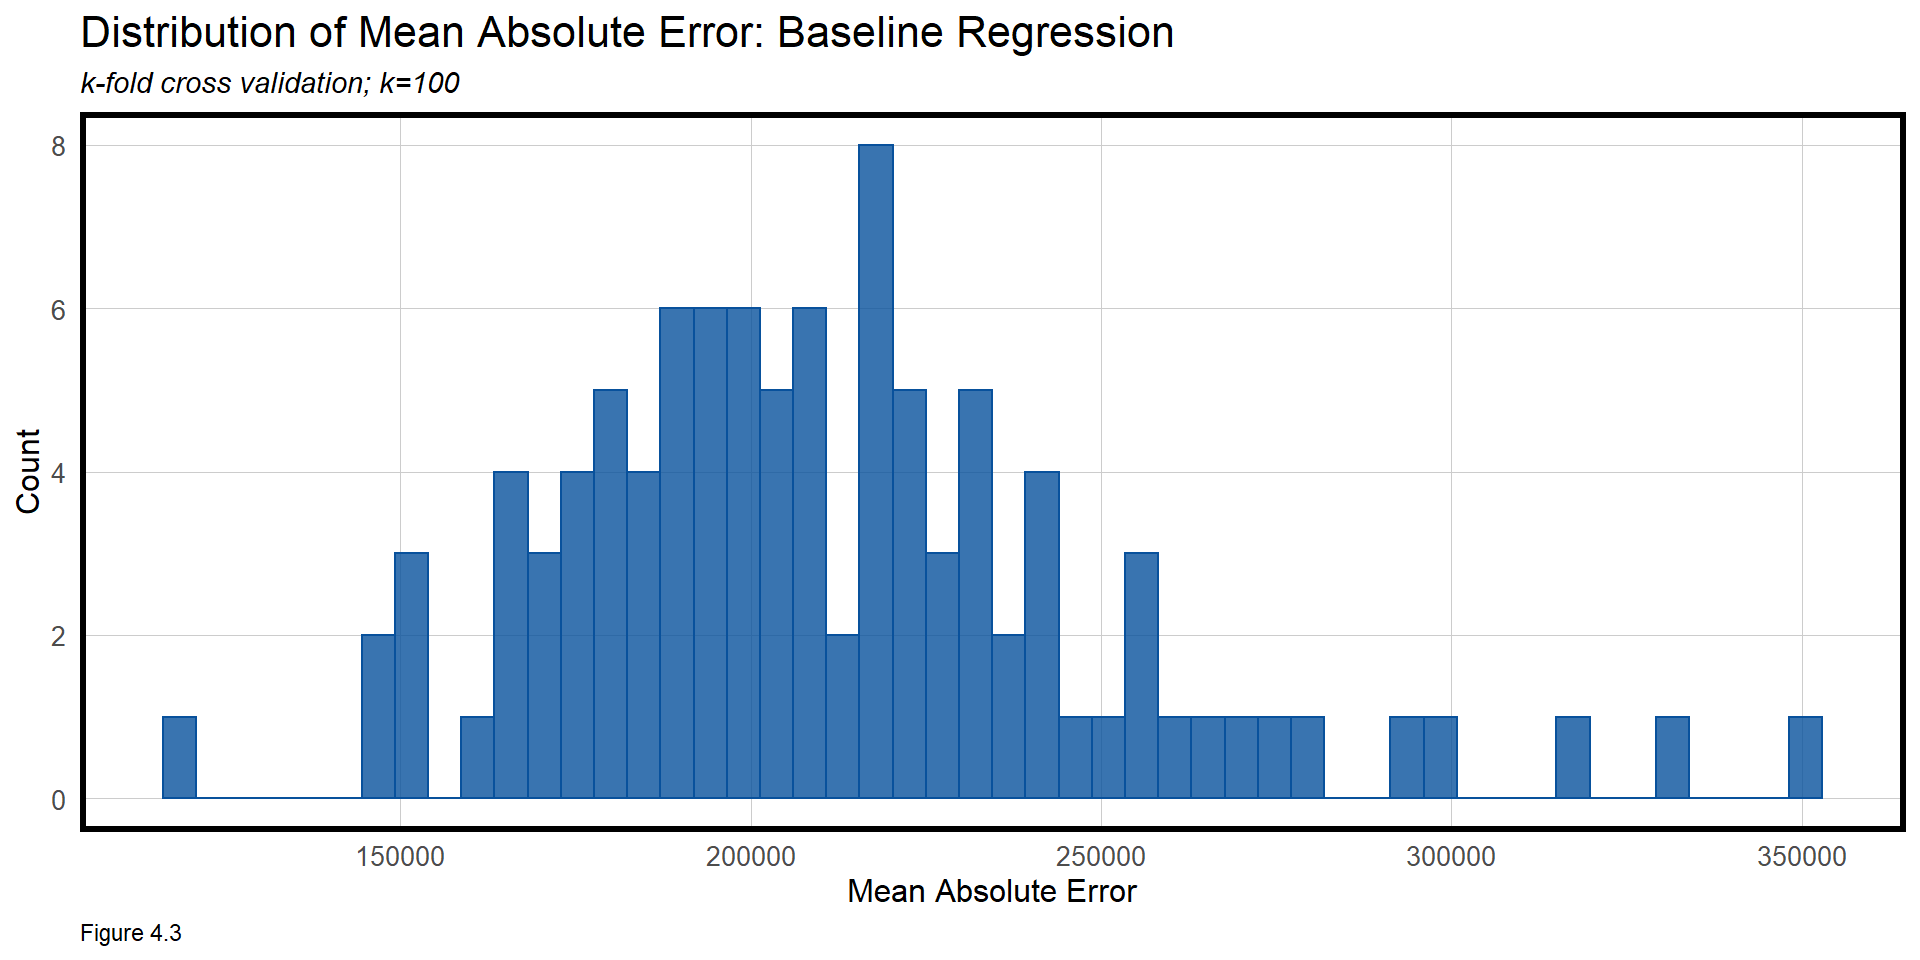 Distribution of Mean Absolute Error: Baseline Regression
k-fold cross validation; k=100
8
6
4
2
0
Count
150000 200000 250000 300000 350000
Mean Absolute Error
Figure 4.3